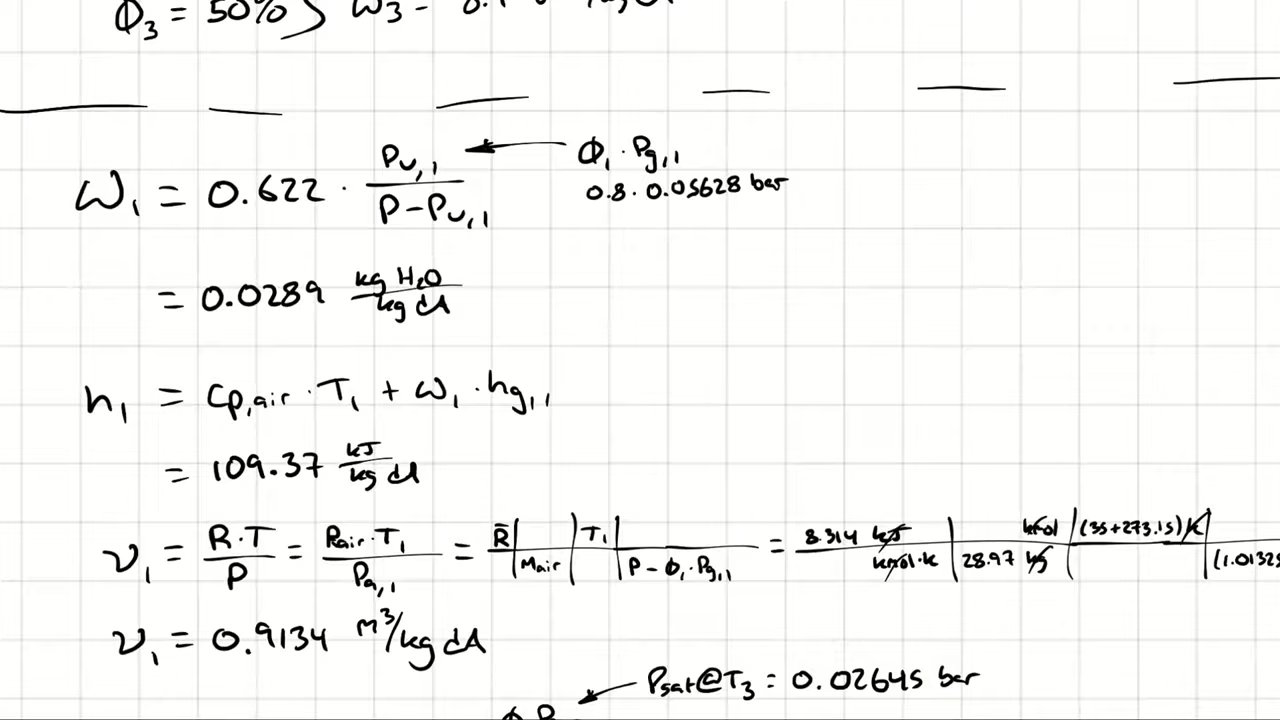 ϕ₃ = 50% } ω₃ =
ω₁ = 0.622 · Pv,1 / (P − Pv,1) ← ϕ₁ · Pg,1
0.8 · 0.05628 bar
= 0.0289 kg H₂O / kg dA
h₁ = Cp,air · T₁ + ω₁ · hg,1
= 109.37 kJ / kg dA
v₁ = R·T / P = Rair·T₁ / Pa,1 = R̄ | | T₁ | / | Mair | | P − ϕ₁·Pg,1 = 8.314 kJ | kmol | (35+273.15) K | / kmol·K | 28.97 kg | | (1.01325
v₁ = 0.9134 m³/kg dA
Psat@T₃ = 0.02645 bar